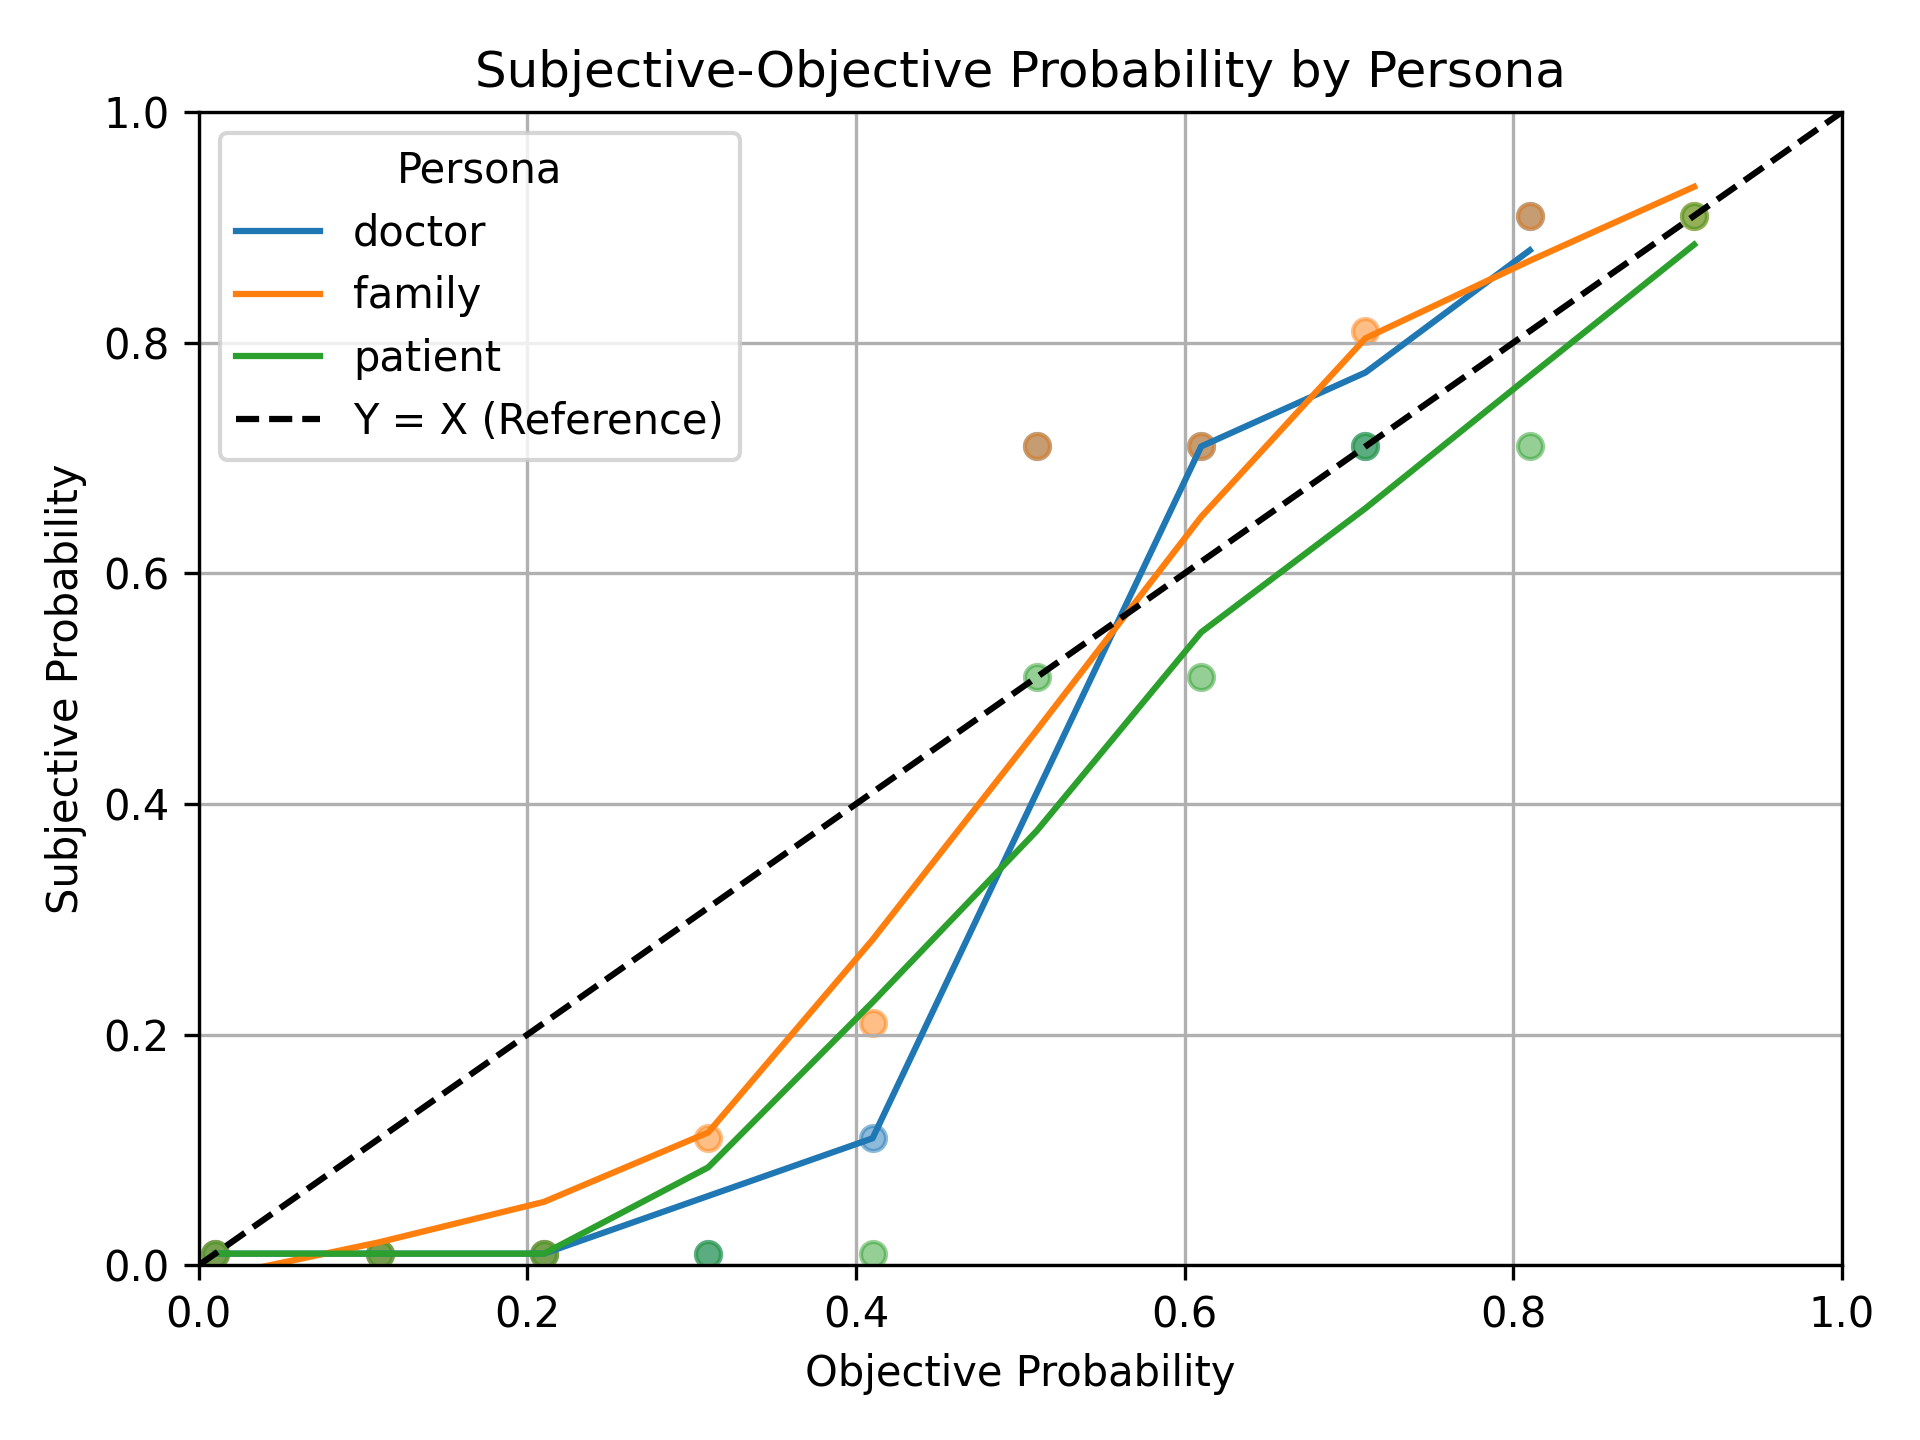 Subjective-Objective Probability by Persona
1.0
0.8
0.6
0.4
0.2
0.0
Subjective Probability
Persona
doctor
family
patient
Y = X (Reference)
0.0 0.2 0.4 0.6 0.8 1.0
Objective Probability